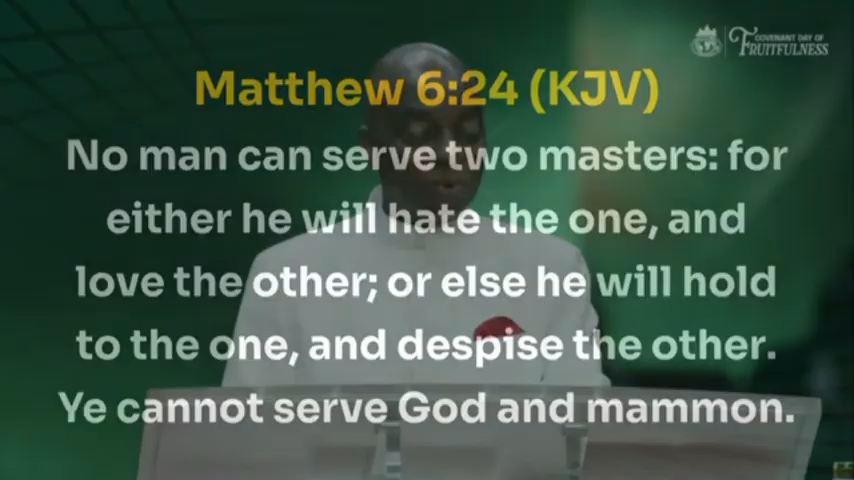 COVENANT DAY OF
FRUITFULNESS
Matthew 6:24 (KJV)
No man can serve two masters: for
either he will hate the one, and
love the other; or else he will hold
to the one, and despise the other.
Ye cannot serve God and mammon.